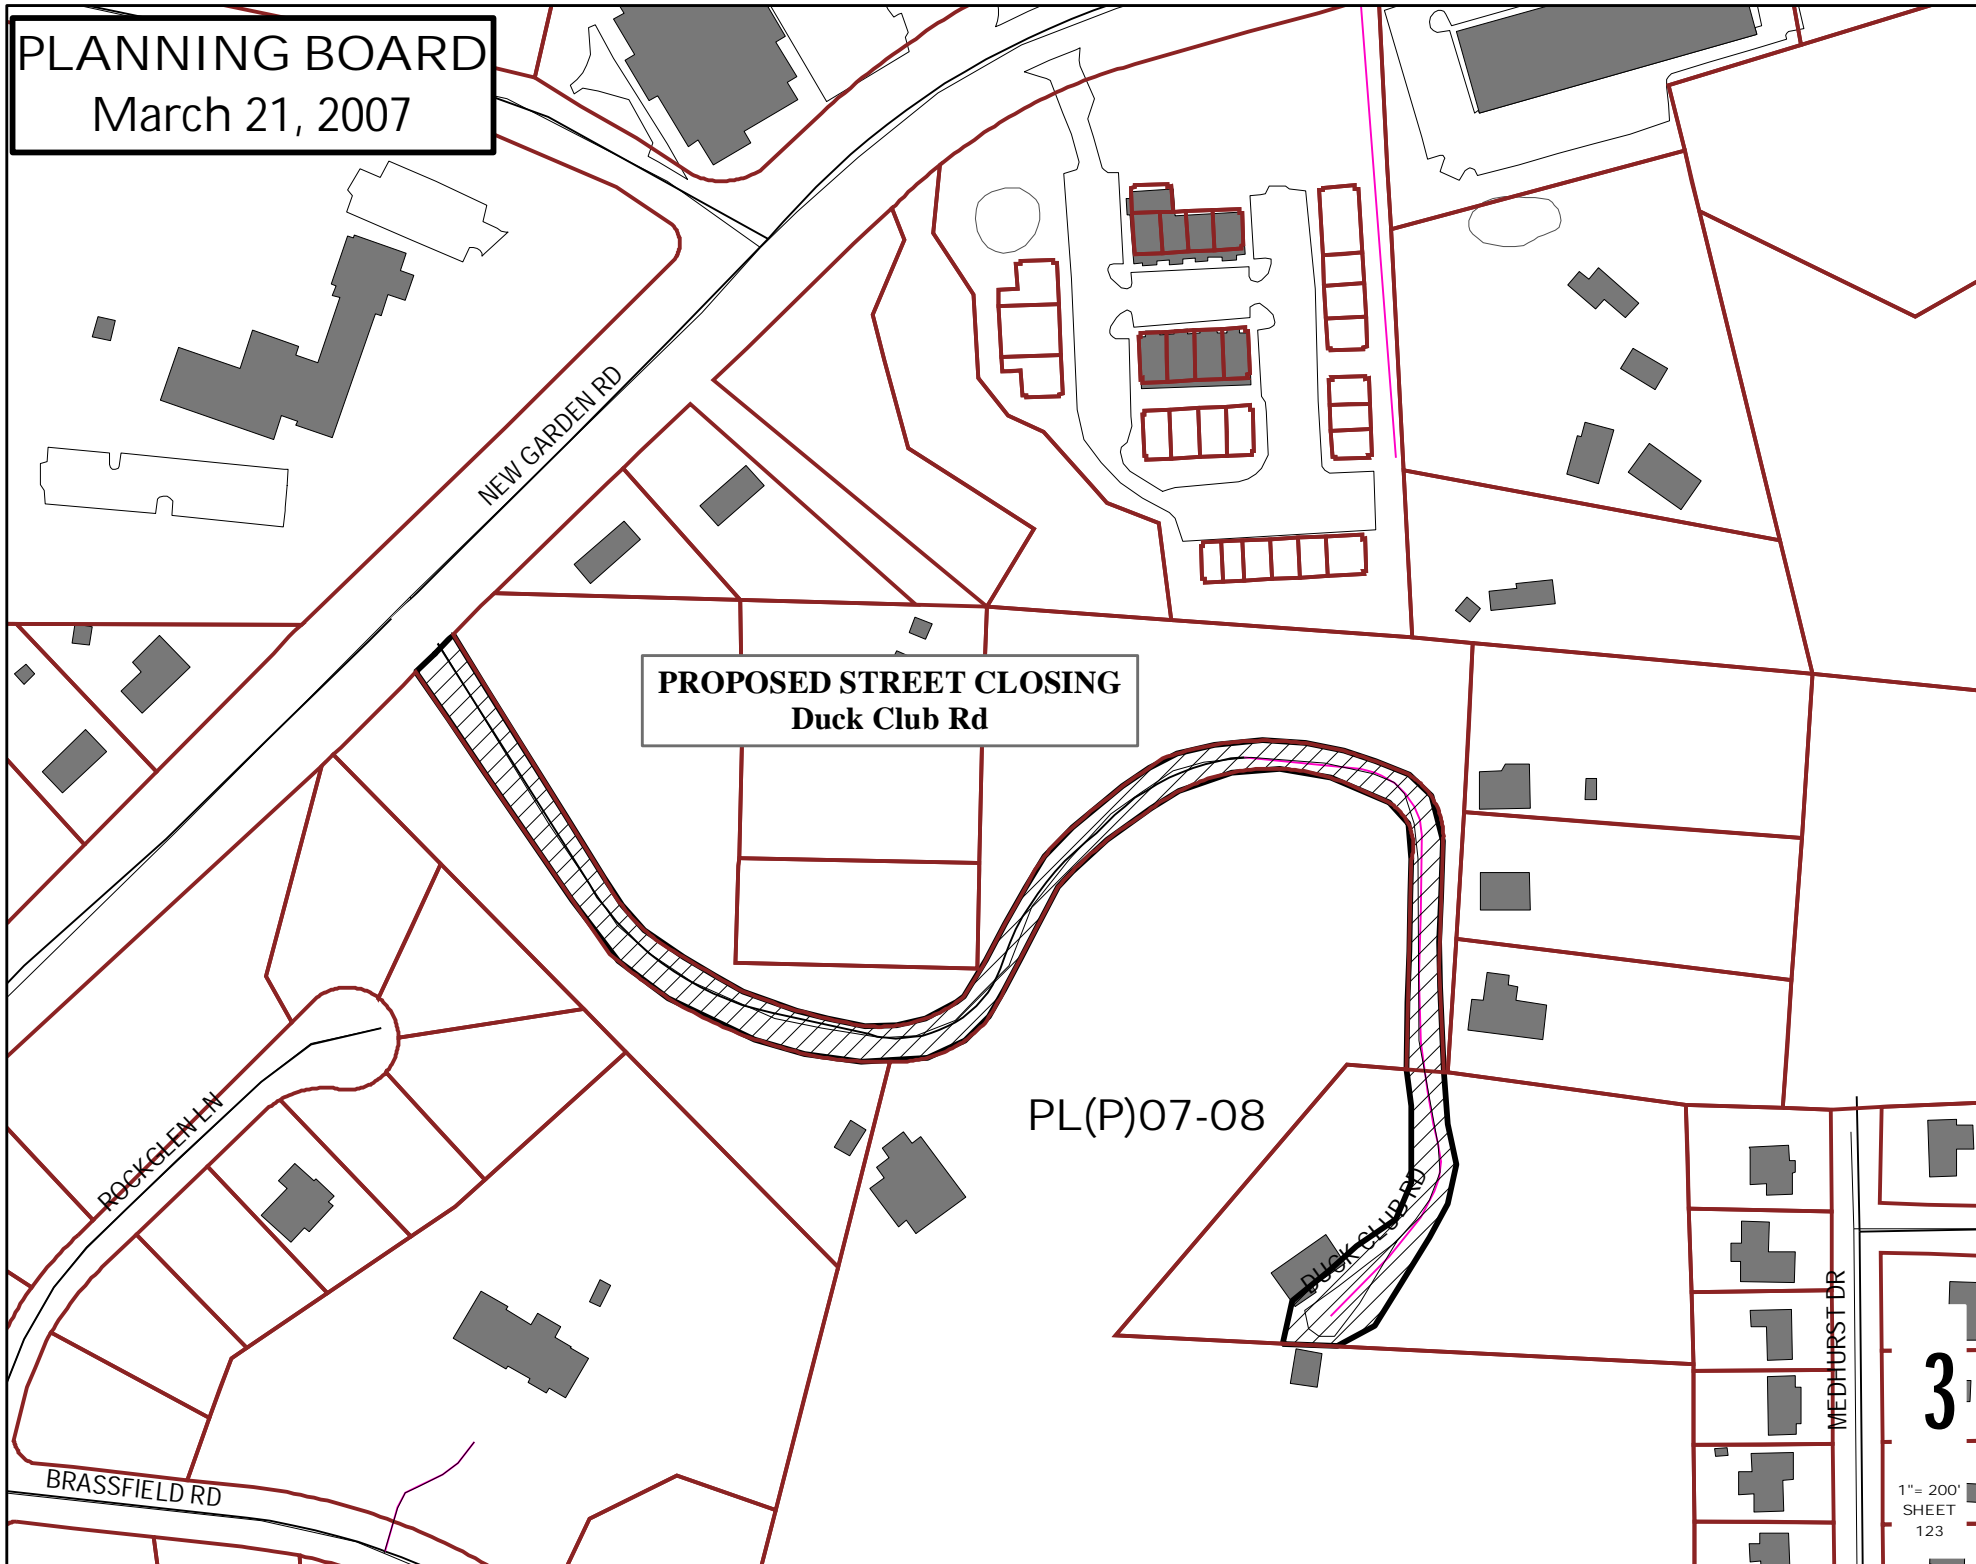 PLANNING BOARD
March 21, 2007
NEW GARDEN RD
PROPOSED STREET CLOSING
Duck Club Rd
PL(P)07-08
ROCKGLEN LN
DUCK CLUB RD
MEDHURST DR
BRASSFIELD RD
3
1"= 200'
SHEET
123